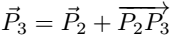 $\vec{P}_3 = \vec{P}_2 + \overrightarrow{P_2P_3}$